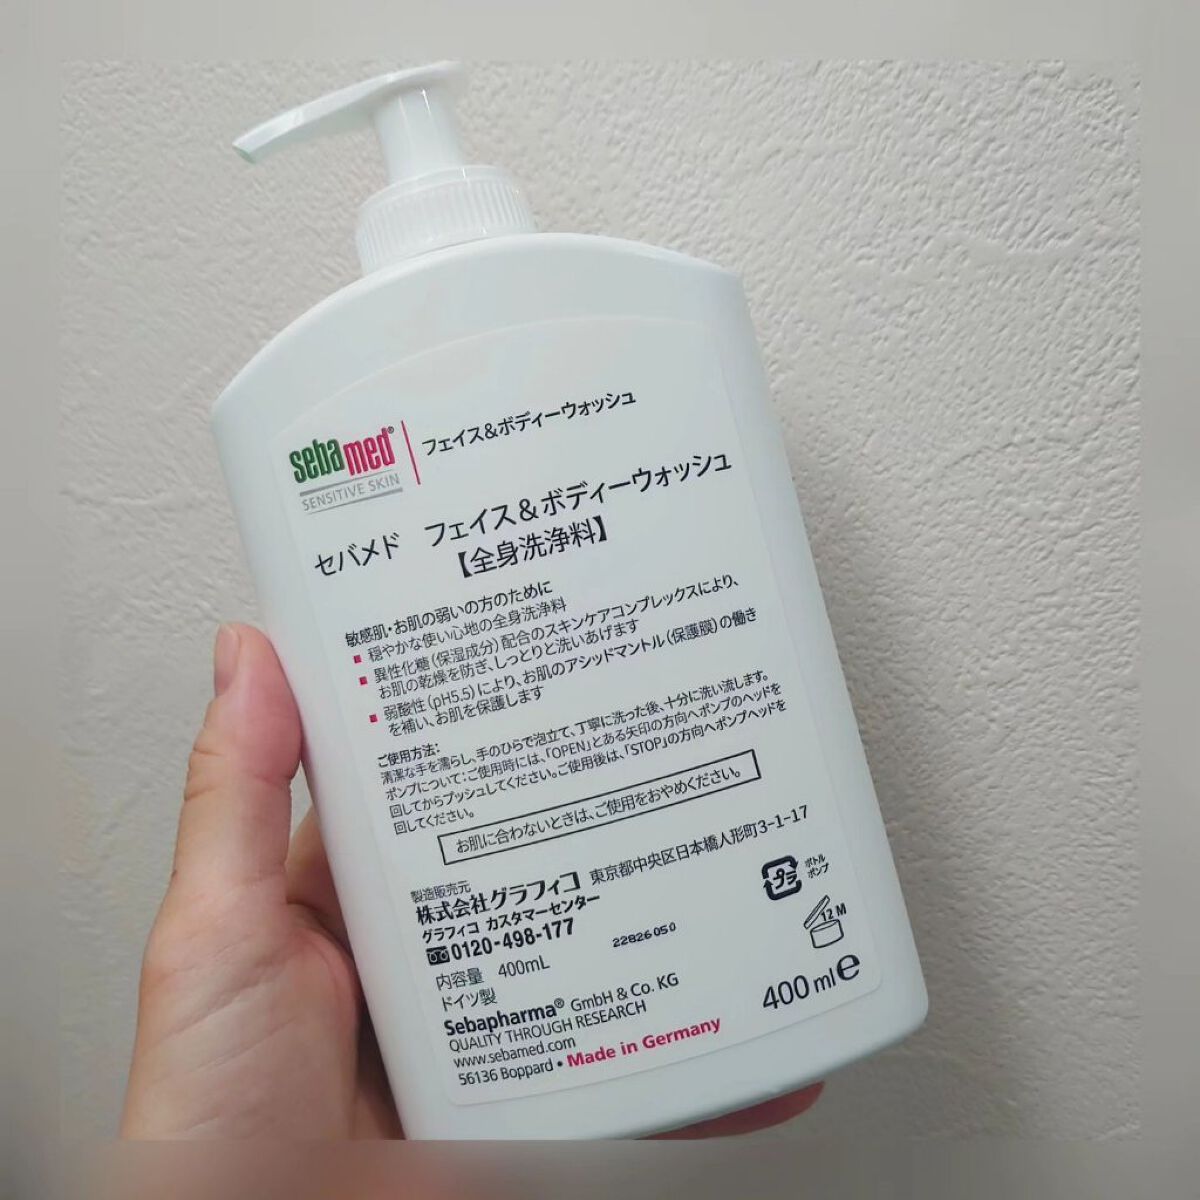 sebamed®
SENSITIVE SKIN
フェイス&ボディーウォッシュ
セバメド フェイス&ボディーウォッシュ
【全身洗浄料】
敏感肌・お肌の弱いの方のために
穏やかな使い心地の全身洗浄料
異性化糖(保湿成分)配合のスキンケアコンプレックスにより、
お肌の乾燥を防ぎ、しっとりと洗いあげます
弱酸性(pH5.5)により、お肌のアシッドマントル(保護膜)の働き
を補い、お肌を保護します
ご使用方法:
清潔な手を濡らし、手のひらで泡立て、丁寧に洗った後、十分に洗い流します。
ポンプについて:ご使用時には、「OPEN」とある矢印の方向へポンプのヘッドを
回してからプッシュしてください。ご使用後は、「STOP」の方向へポンプヘッドを
回してください。
お肌に合わないときは、ご使用をおやめください。
製造販売元
株式会社グラフィコ 東京都中央区日本橋人形町3-1-17
グラフィコ カスタマーセンター
0120-498-177
22826050
プラ
ボトル
ポンプ
12 M
内容量 400mL
ドイツ製
Sebapharma® GmbH & Co. KG
QUALITY THROUGH RESEARCH
www.sebamed.com
56136 Boppard • Made in Germany
400 ml e